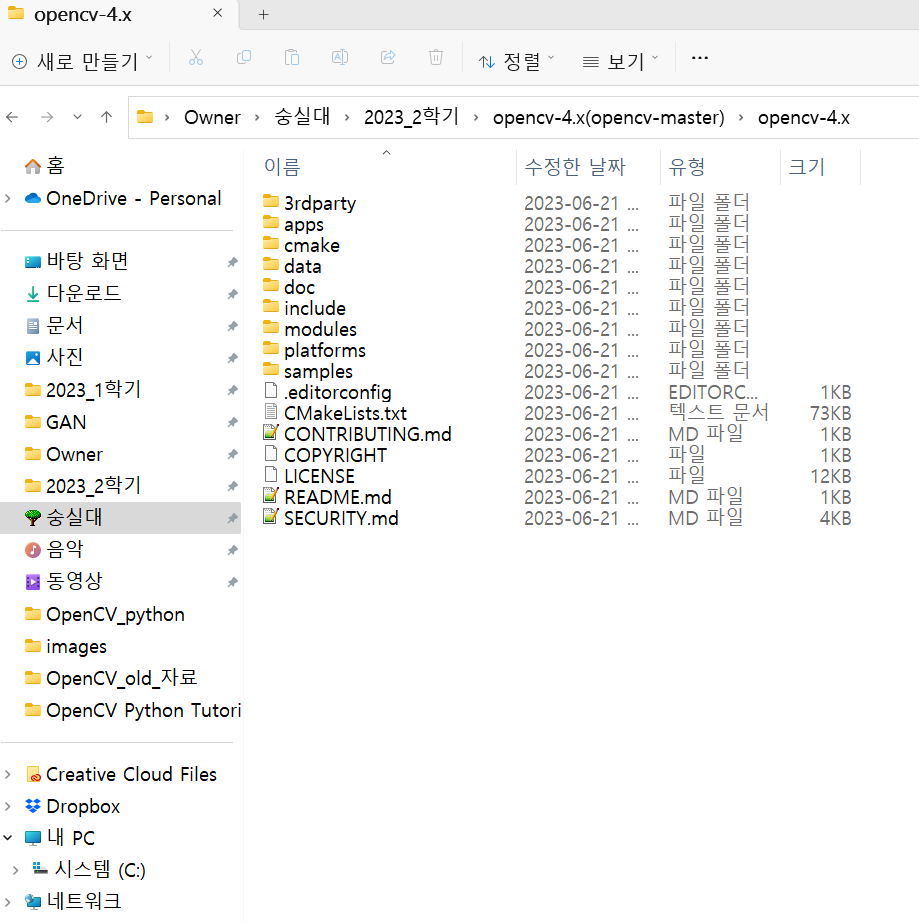 opencv-4.x
새로 만들기
정렬
보기
Owner > 숭실대 > 2023_2학기 > opencv-4.x(opencv-master) > opencv-4.x
홈
OneDrive - Personal
바탕 화면
다운로드
문서
사진
2023_1학기
GAN
Owner
2023_2학기
숭실대
음악
동영상
OpenCV_python
images
OpenCV_old_자료
OpenCV Python Tutori
Creative Cloud Files
Dropbox
내 PC
시스템 (C:)
네트워크
이름 수정한 날짜 유형 크기
3rdparty 2023-06-21 ... 파일 폴더
apps 2023-06-21 ... 파일 폴더
cmake 2023-06-21 ... 파일 폴더
data 2023-06-21 ... 파일 폴더
doc 2023-06-21 ... 파일 폴더
include 2023-06-21 ... 파일 폴더
modules 2023-06-21 ... 파일 폴더
platforms 2023-06-21 ... 파일 폴더
samples 2023-06-21 ... 파일 폴더
.editorconfig 2023-06-21 ... EDITORC... 1KB
CMakeLists.txt 2023-06-21 ... 텍스트 문서 73KB
CONTRIBUTING.md 2023-06-21 ... MD 파일 1KB
COPYRIGHT 2023-06-21 ... 파일 1KB
LICENSE 2023-06-21 ... 파일 12KB
README.md 2023-06-21 ... MD 파일 1KB
SECURITY.md 2023-06-21 ... MD 파일 4KB